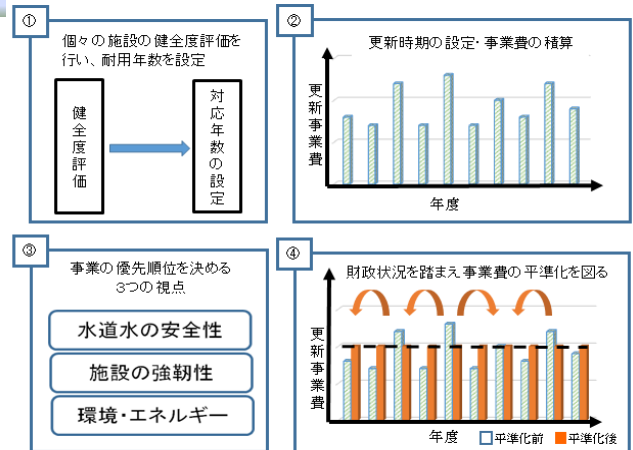 ①
個々の施設の健全度評価を
行い、耐用年数を設定
健全度評価
対応年数の設定
②
更新時期の設定・事業費の積算
更新事業費
年度
③
事業の優先順位を決める
3つの視点
水道水の安全性
施設の強靭性
環境・エネルギー
④
財政状況を踏まえ事業費の平準化を図る
更新事業費
年度
平準化前
平準化後